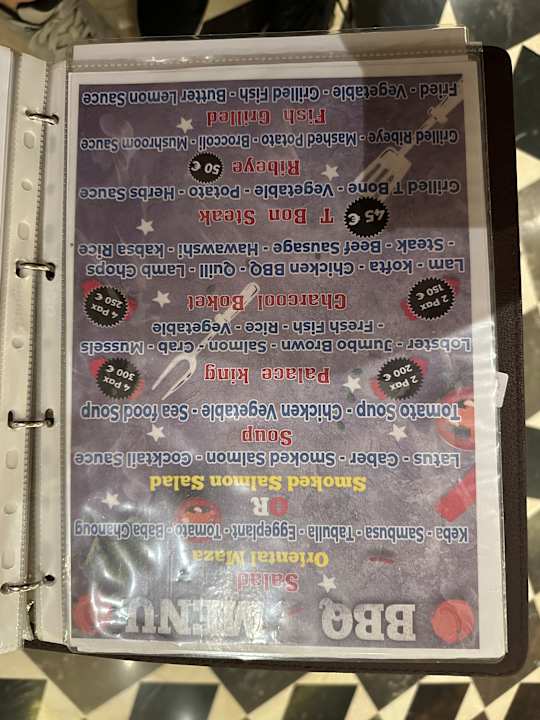 BBQ MENU
Salad
Oriental Maza
Keba - Sambusa - Tabulla - Eggeplant - Tomato - Baba Ghanoug
OR
Smoked Salmon Salad
Latus - Caber - Smoked Salmon - Cocktail Sauce
Soup
Tomato Soup - Chicken Vegetable - Sea food Soup
2 Pax 200 €
Palace king
4 Pax 300 €
Lobster - Jumbo Brown - Salmon - Crab - Mussels
- Fresh Fish - Rice - Vegetable
2 Pax 150 €
Charcool Boket
4 Pax 250 €
Lam - kofta - Chicken BBQ - Quill - Lamb Chops
- Steak - Beef Sausage - Hawawshi - kabsa Rice
T Bon Steak
45 €
Grilled T Bone - Vegetable - Potato - Herbs Sauce
Ribeye
50 €
Grilled Ribeye - Mashed Potato - Broccoli - Mushroom Sauce
Fish Grilled
Fried - Vegetable - Grilled Fish - Butter Lemon Sauce